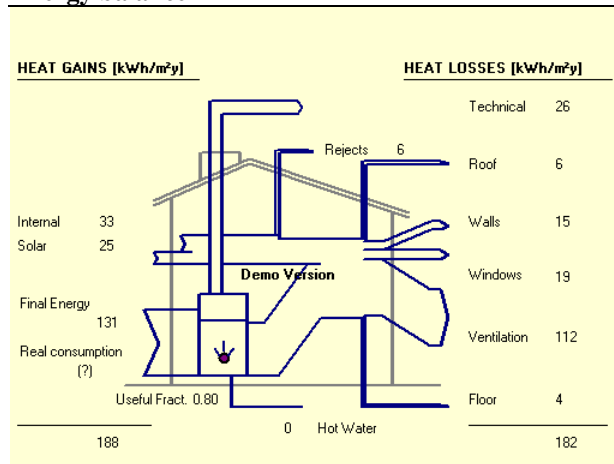 HEAT GAINS [kWh/m²y]
HEAT LOSSES [kWh/m²y]
Technical 26
Rejects 6
Roof 6
Internal 33
Walls 15
Solar 25
Demo Version
Windows 19
Final Energy
131
Ventilation 112
Real consumption
(?)
Useful Fract. 0.80
Floor 4
0 Hot Water
188
182